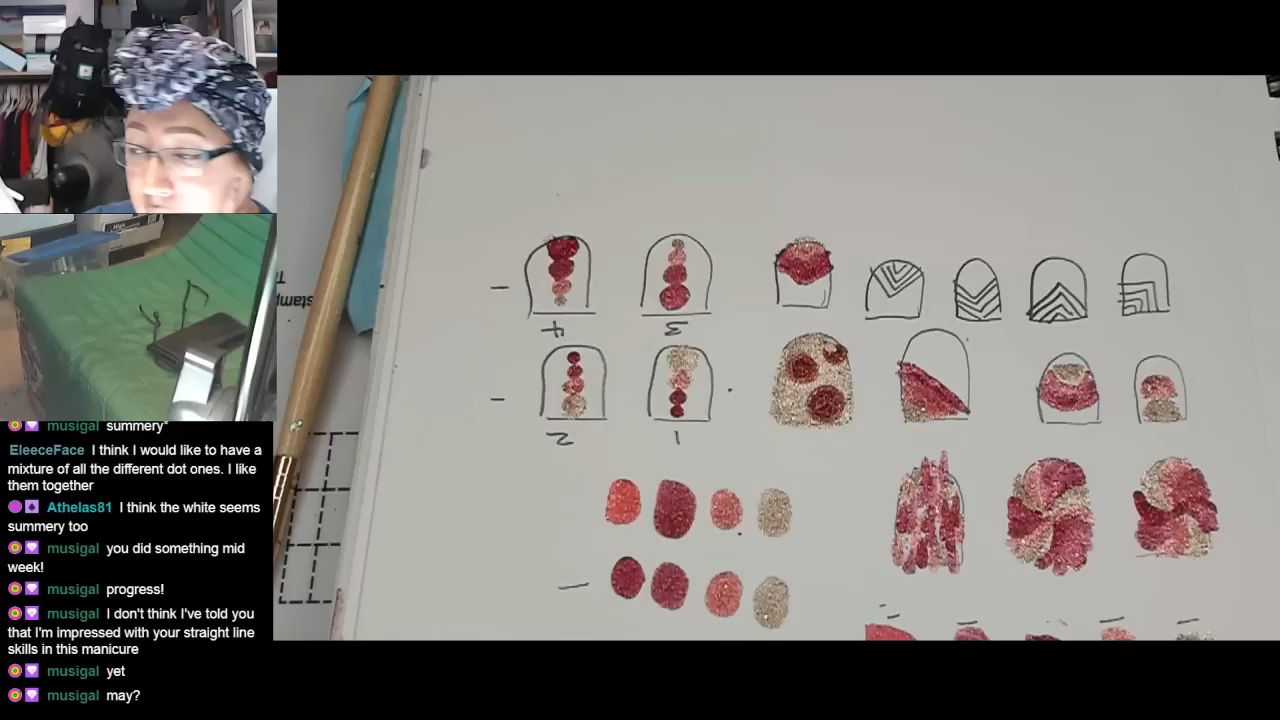 High
stamp
4
3
2
1
musigal summery*
EleeceFace I think I would like to have a
mixture of all the different dot ones. I like
them together
Athelas81 I think the white seems
summery too
musigal you did something mid
week!
musigal progress!
musigal I don't think I've told you
that I'm impressed with your straight line
skills in this manicure
musigal yet
musigal may?